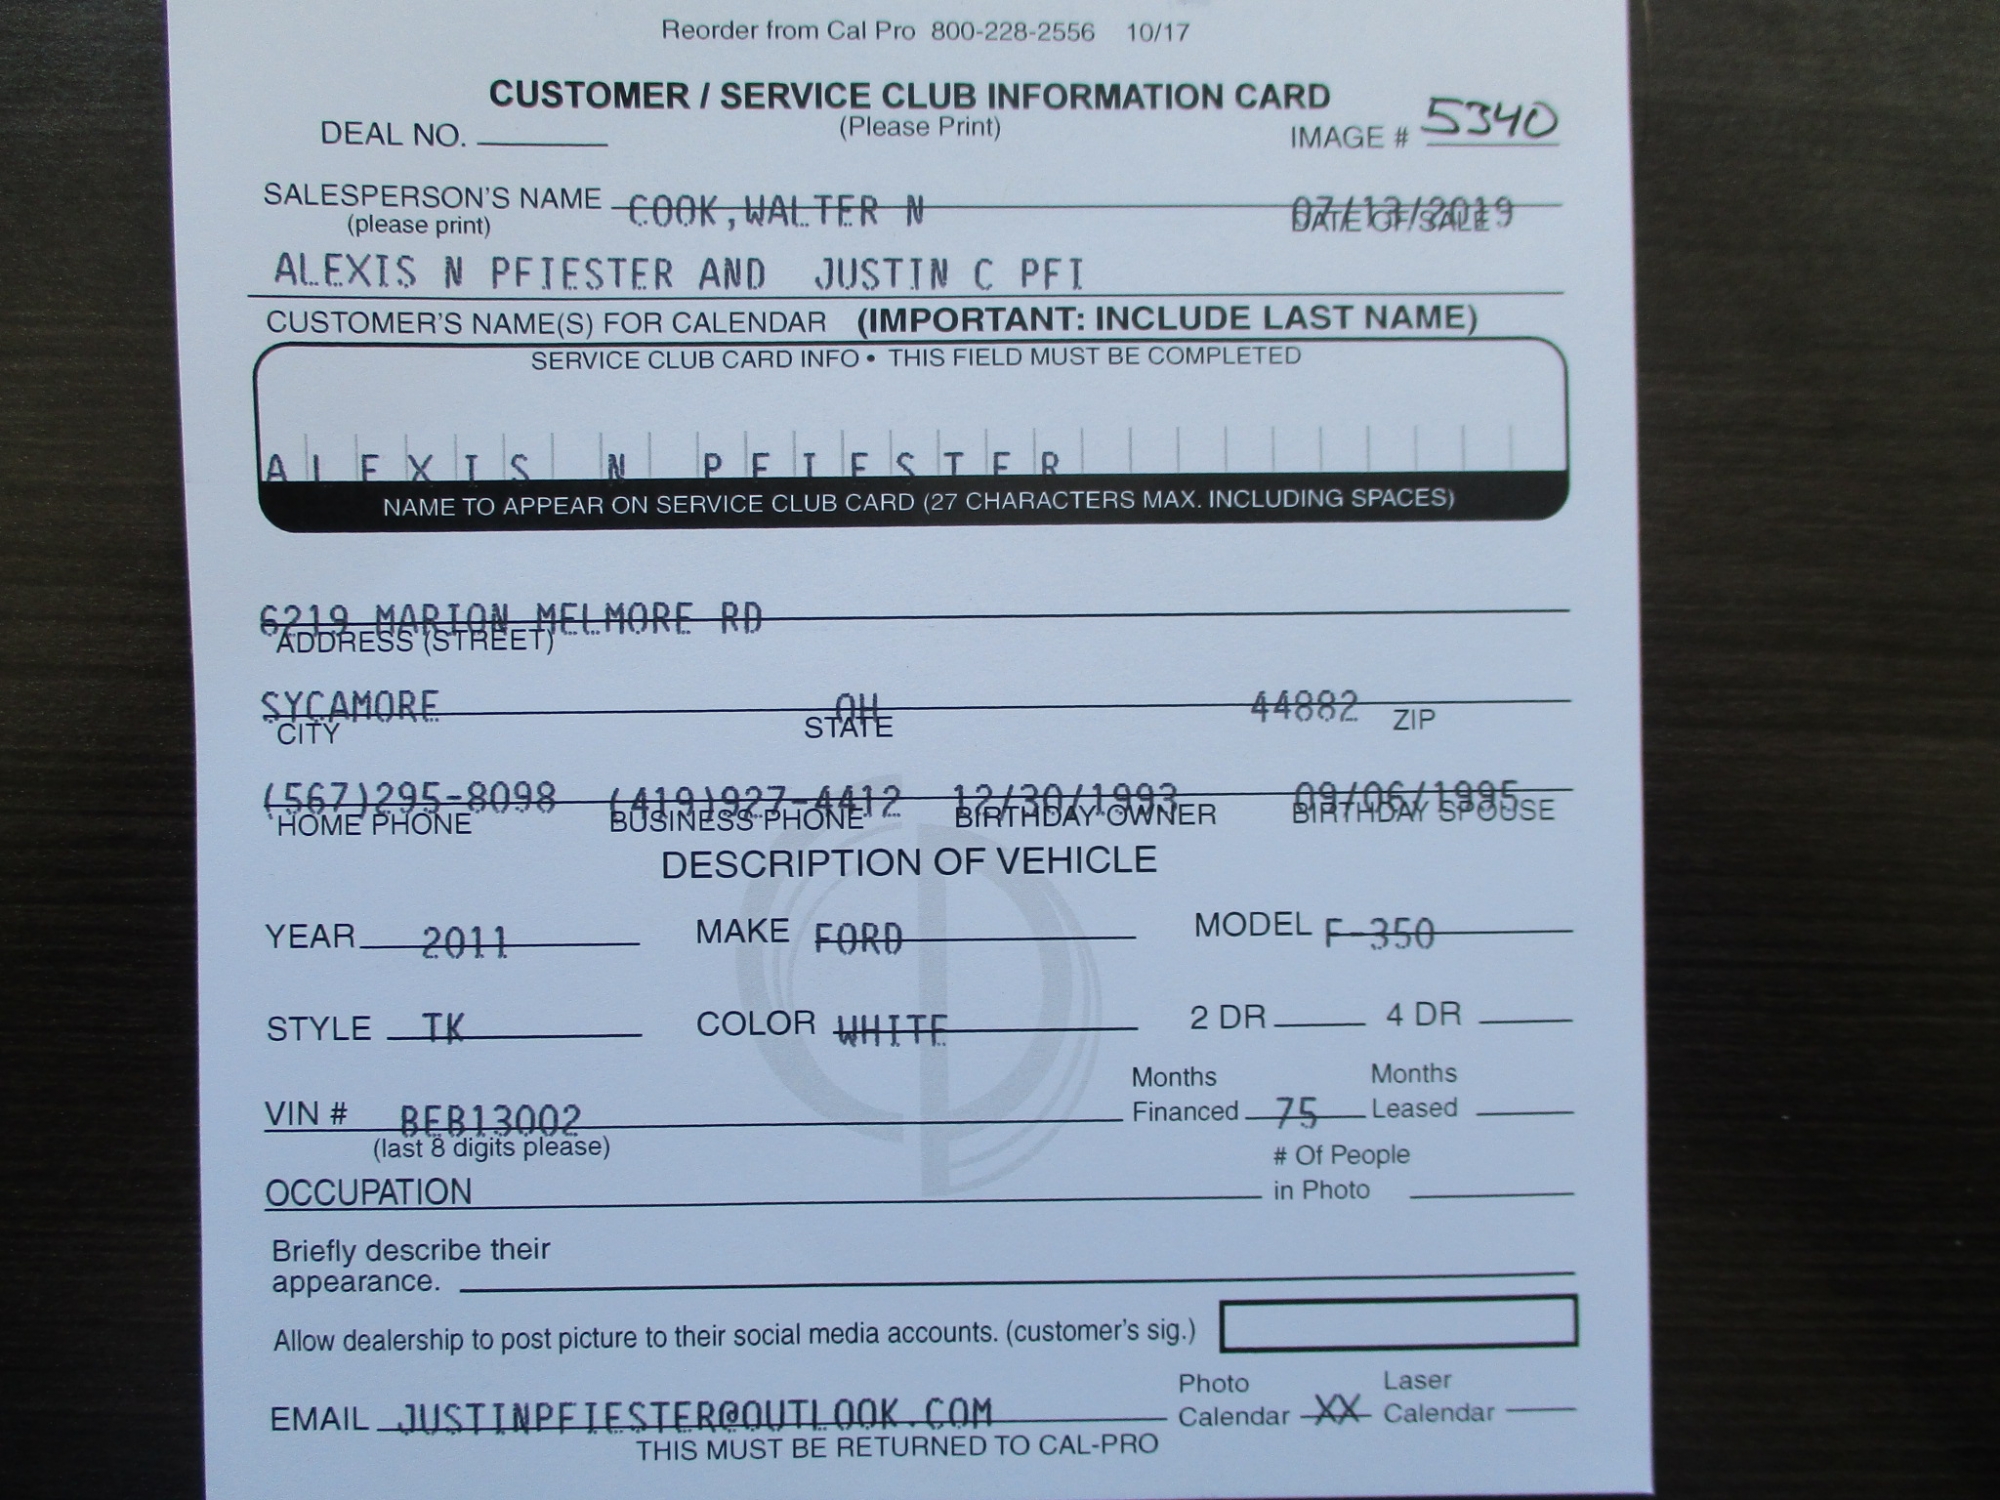 Reorder from Cal Pro 800-228-2556 10/17
CUSTOMER / SERVICE CLUB INFORMATION CARD
(Please Print)
DEAL NO. IMAGE # 5340
SALESPERSON'S NAME COOK,WALTER N 07/13/2019
(please print) DATE OF SALE
ALEXIS N PFIESTER AND JUSTIN C PFI
CUSTOMER'S NAME(S) FOR CALENDAR (IMPORTANT: INCLUDE LAST NAME)
SERVICE CLUB CARD INFO • THIS FIELD MUST BE COMPLETED
ALEXIS N PFIESTER
NAME TO APPEAR ON SERVICE CLUB CARD (27 CHARACTERS MAX. INCLUDING SPACES)
6219 MARION MELMORE RD
ADDRESS (STREET)
SYCAMORE OH 44882
CITY STATE ZIP
(567)295-8098 (419)927-4412 12/30/1993 09/06/1995
HOME PHONE BUSINESS PHONE BIRTHDAY OWNER BIRTHDAY SPOUSE
DESCRIPTION OF VEHICLE
YEAR 2011 MAKE FORD MODEL F-350
STYLE TK COLOR WHITE 2 DR 4 DR
Months Months
VIN # BEB13002 Financed 75 Leased
(last 8 digits please) # Of People
OCCUPATION in Photo
Briefly describe their
appearance.
Allow dealership to post picture to their social media accounts. (customer's sig.)
Photo Laser
EMAIL JUSTINPFIESTER@OUTLOOK.COM Calendar XX Calendar
THIS MUST BE RETURNED TO CAL-PRO